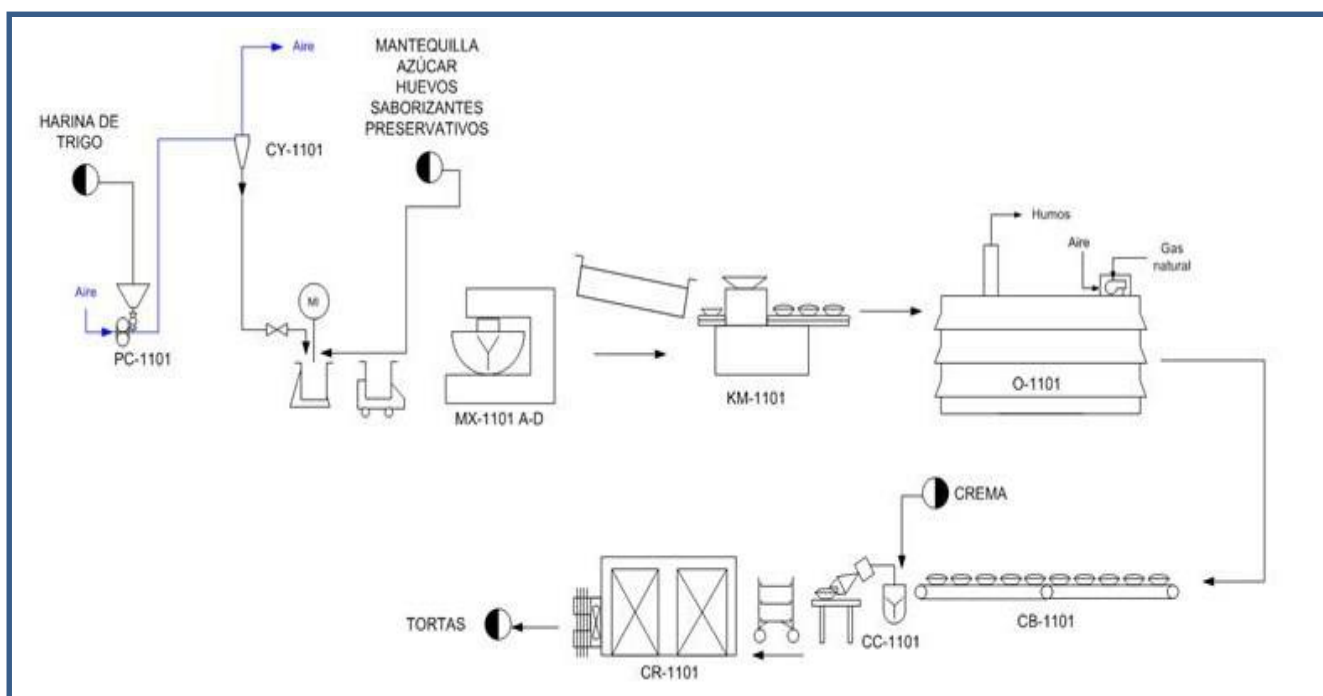 Aire
MANTEQUILLA
AZÚCAR
HUEVOS
SABORIZANTES
PRESERVATIVOS
HARINA DE
TRIGO
CY-1101
Aire
PC-1101
MI
MX-1101 A-D
KM-1101
Humos
Aire
Gas
natural
O-1101
CREMA
TORTAS
CR-1101
CC-1101
CB-1101